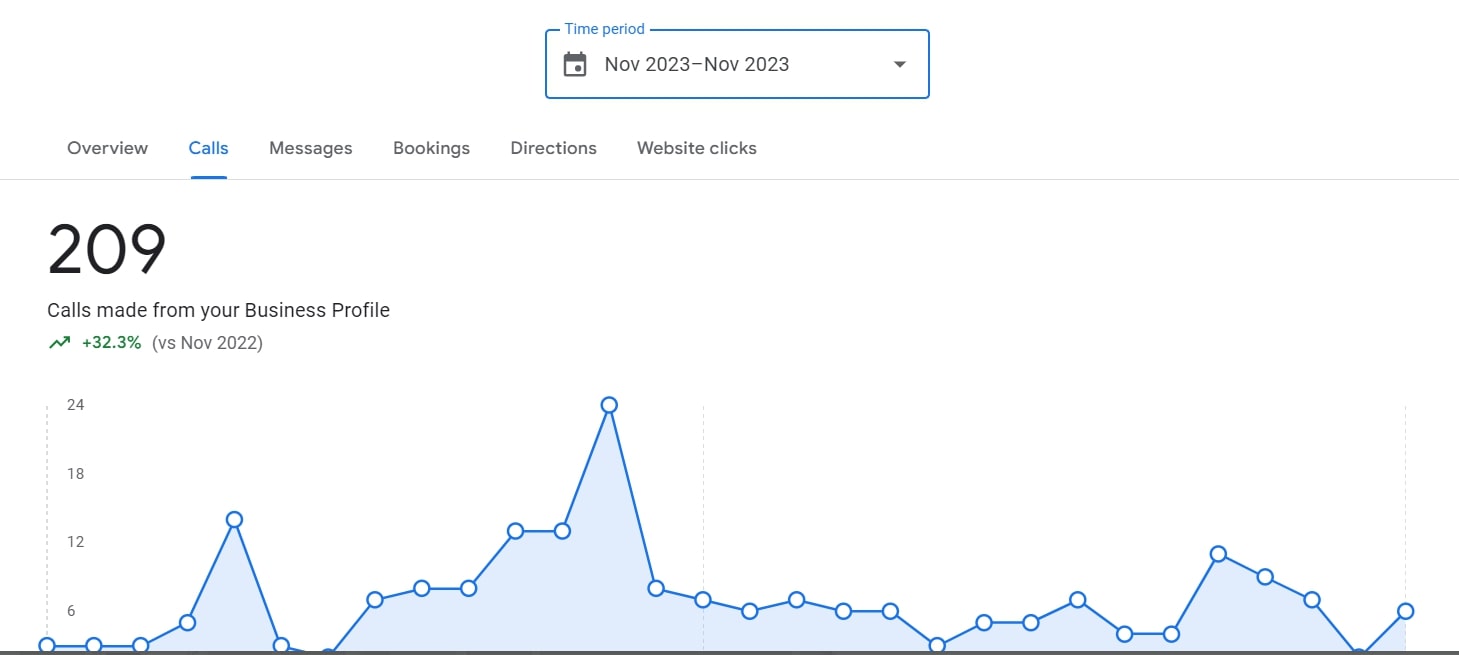 Time period
Nov 2023–Nov 2023
Overview Calls Messages Bookings Directions Website clicks
209
Calls made from your Business Profile
+32.3% (vs Nov 2022)
24
18
12
6